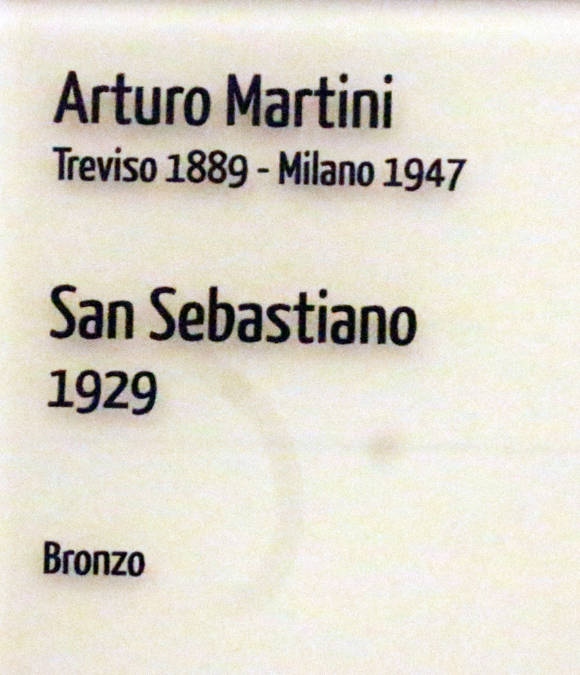 Arturo Martini
Treviso 1889 - Milano 1947
San Sebastiano
1929
Bronzo